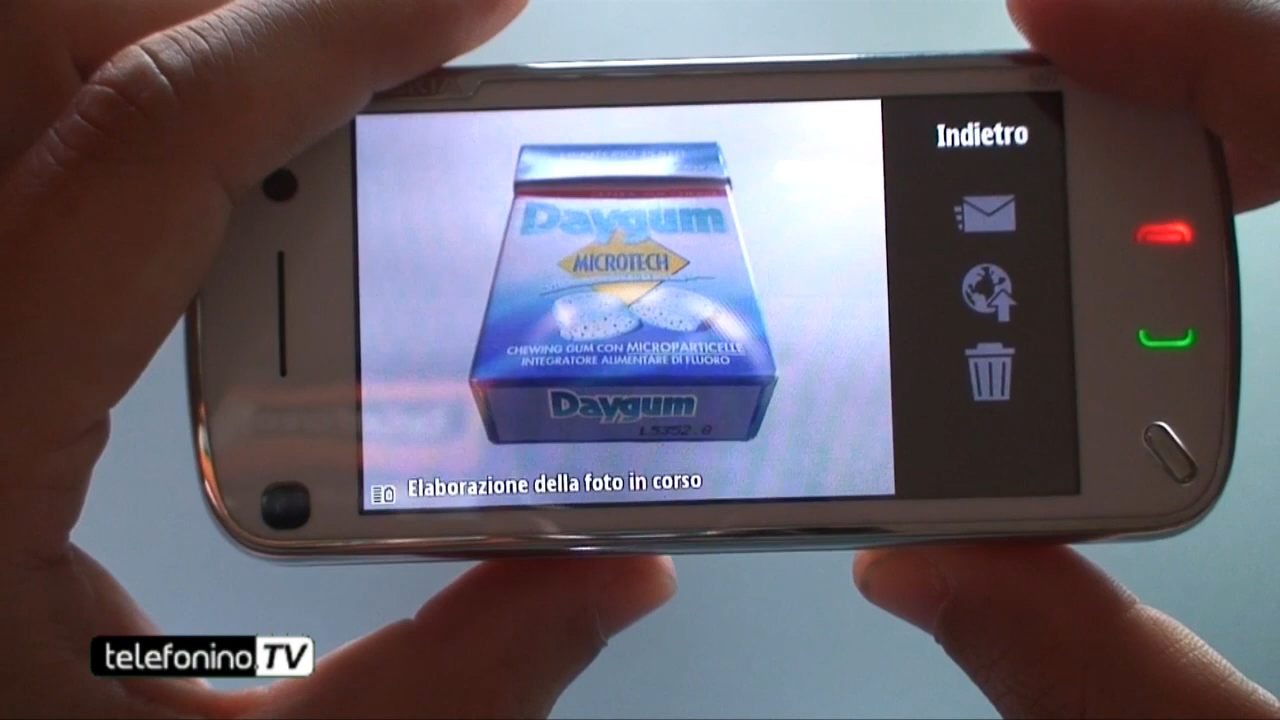 Indietro
Daygum
MICROTECH
CHEWING GUM CON MICROPARTICELLE
INTEGRATORE ALIMENTARE DI FLUORO
Daygum
L5352.8
Elaborazione della foto in corso
telefonino.TV